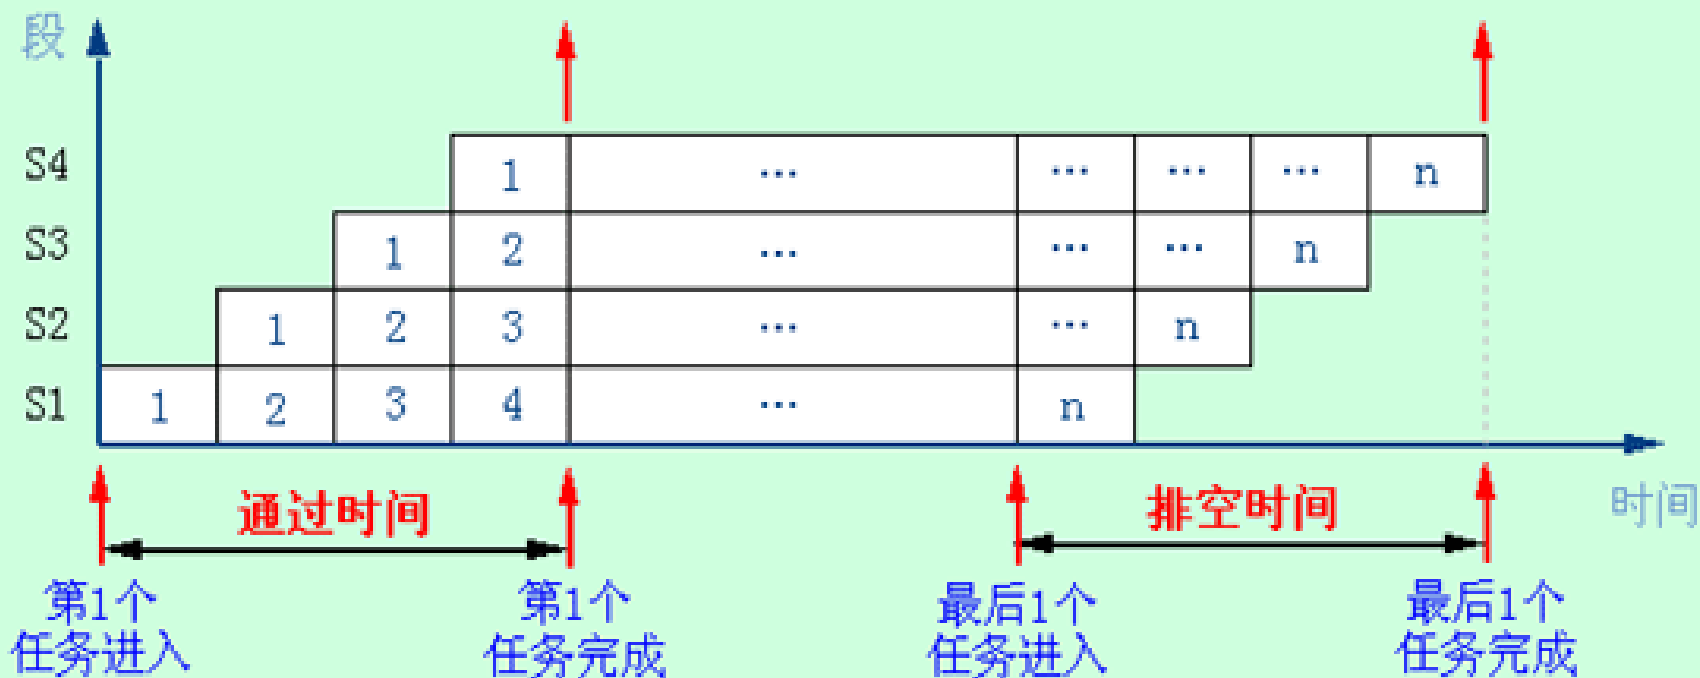 段
S4 1 … … … … n
S3 1 2 … … … n
S2 1 2 3 … … n
S1 1 2 3 4 … n
时间
通过时间 排空时间
第1个 第1个 最后1个 最后1个
任务进入 任务完成 任务进入 任务完成